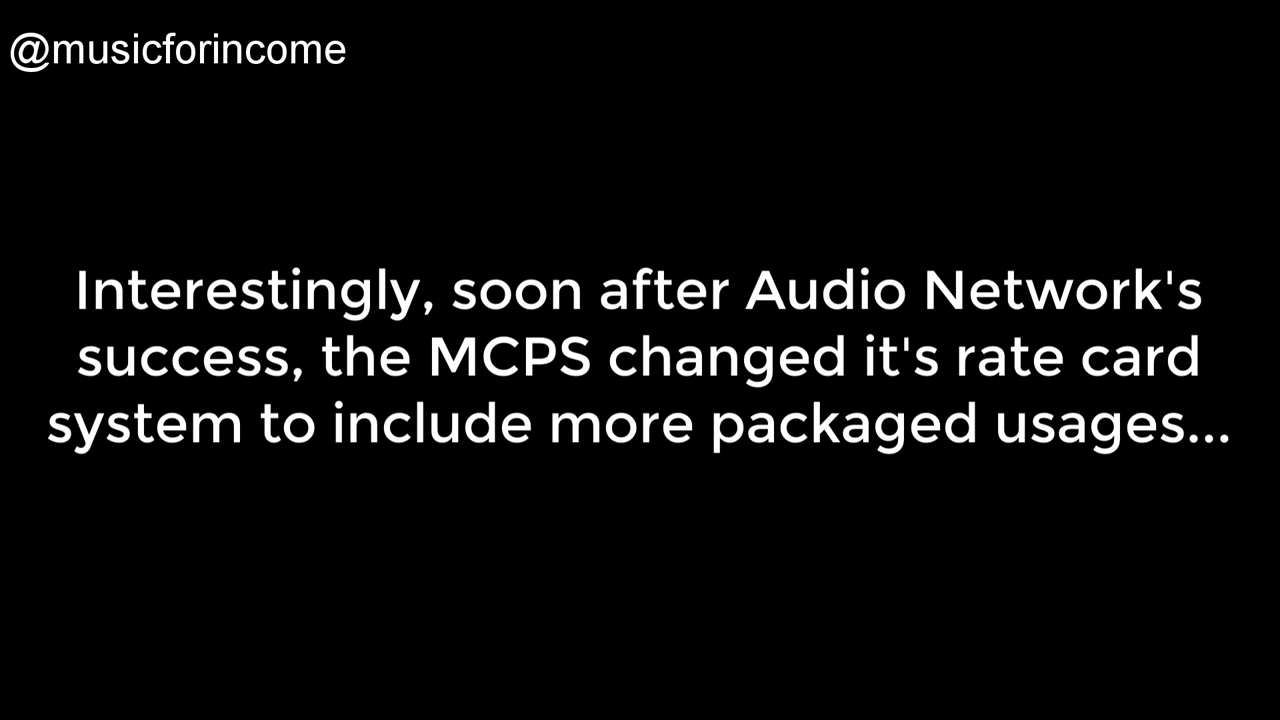 @musicforincome
Interestingly, soon after Audio Network's
success, the MCPS changed it's rate card
system to include more packaged usages...